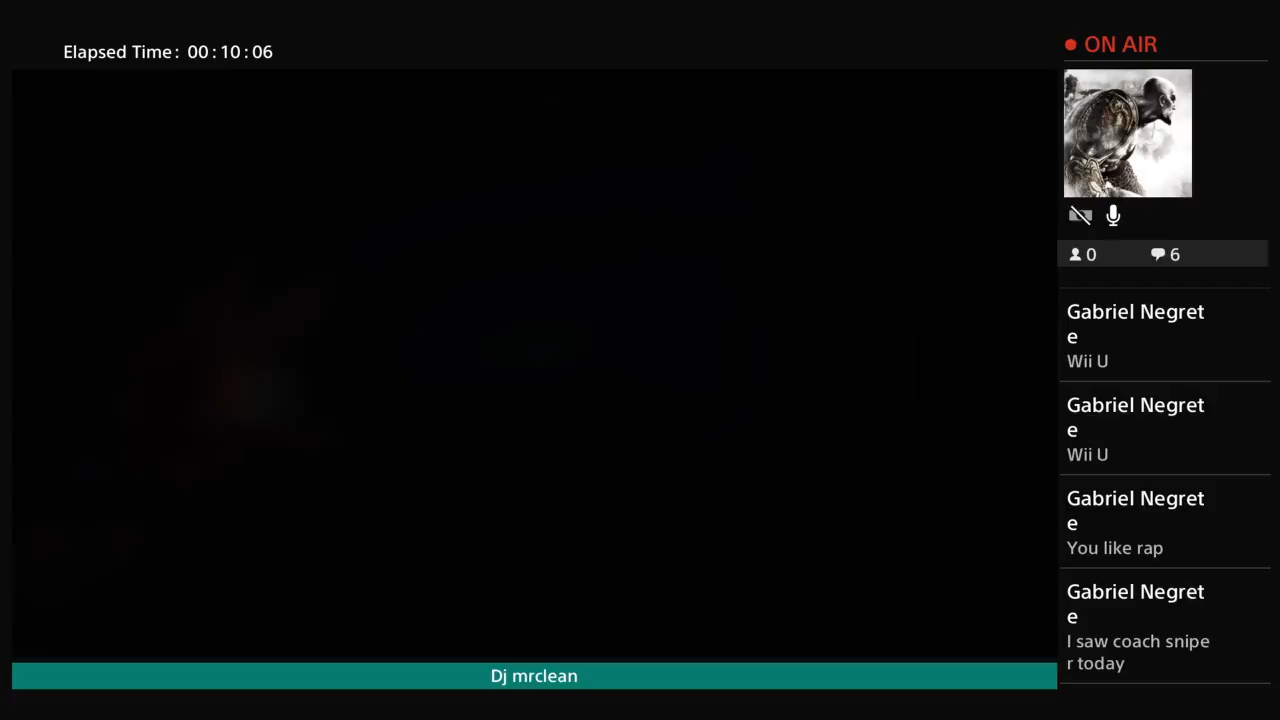 Elapsed Time: 00:10:06
ON AIR
0 6
Gabriel Negret
e
Wii U
Gabriel Negret
e
Wii U
Gabriel Negret
e
You like rap
Gabriel Negret
e
I saw coach snipe
r today
Dj mrclean